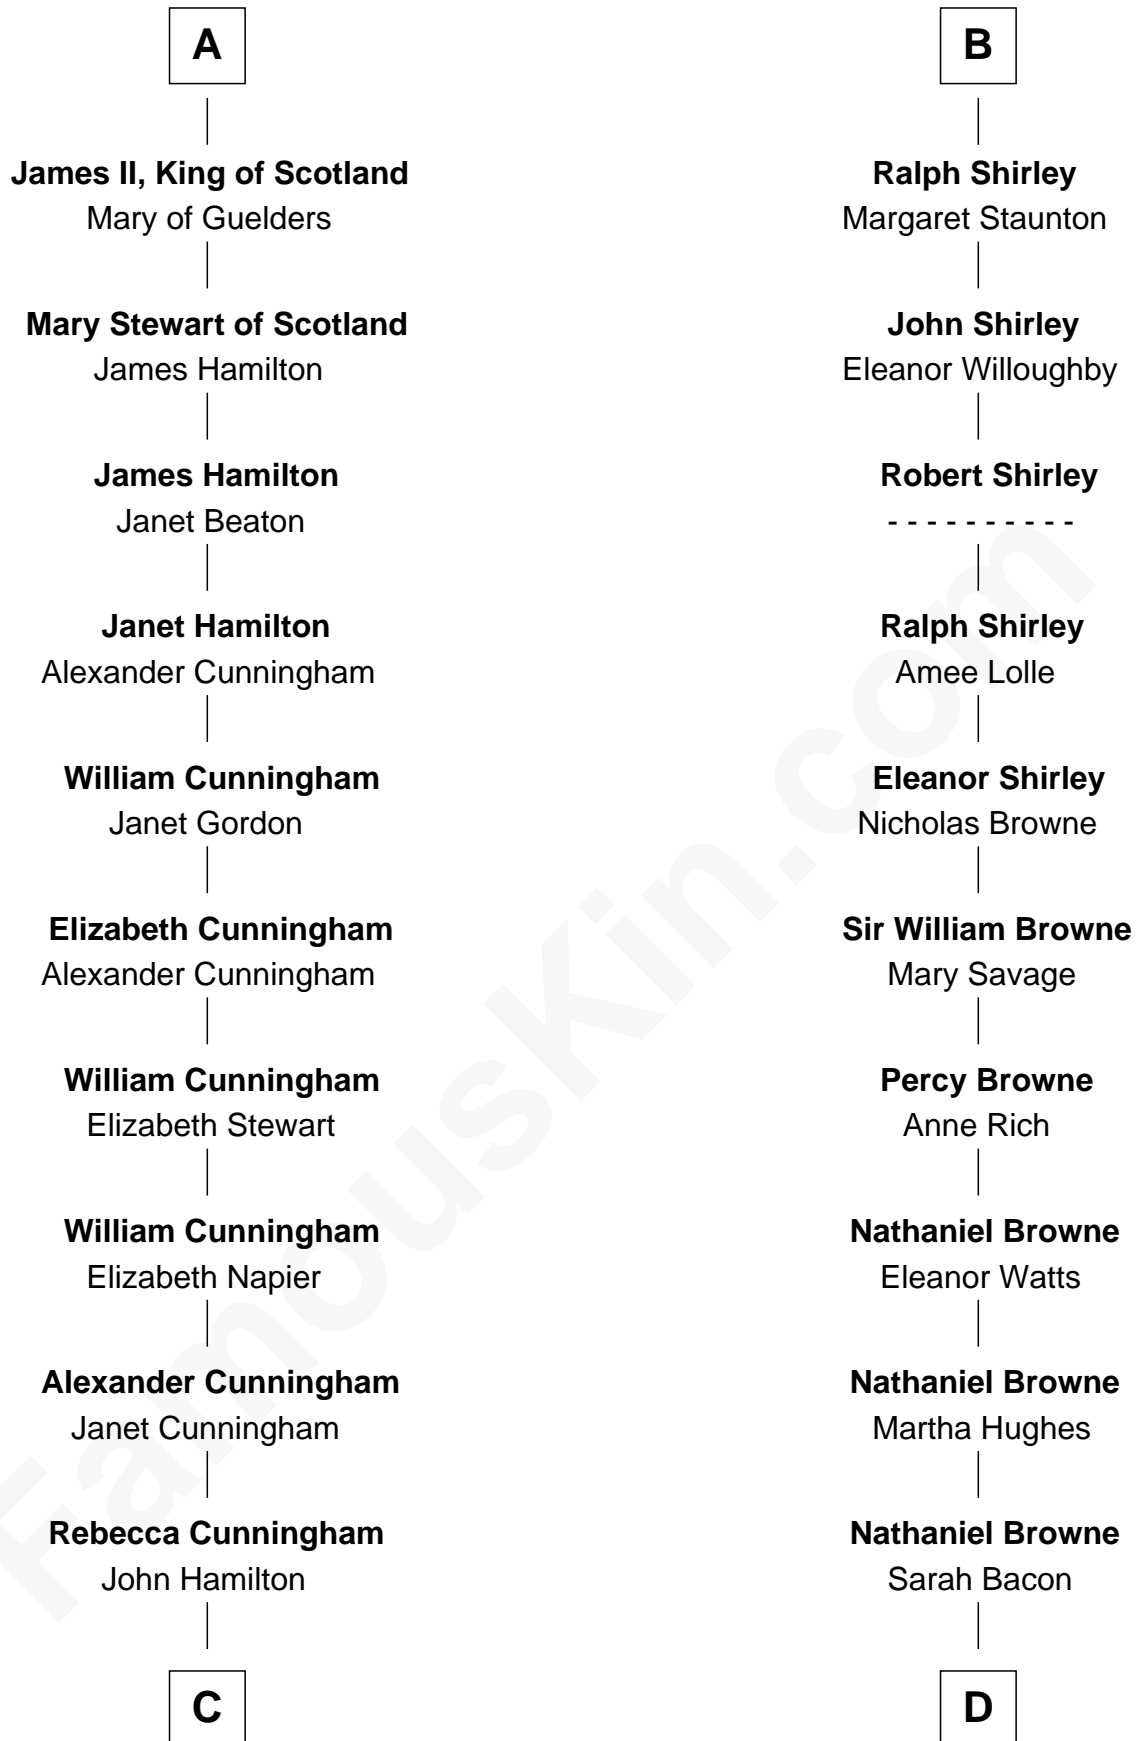 A
James II, King of Scotland
Mary of Guelders
Mary Stewart of Scotland
James Hamilton
James Hamilton
Janet Beaton
Janet Hamilton
Alexander Cunningham
William Cunningham
Janet Gordon
Elizabeth Cunningham
Alexander Cunningham
William Cunningham
Elizabeth Stewart
William Cunningham
Elizabeth Napier
Alexander Cunningham
Janet Cunningham
Rebecca Cunningham
John Hamilton
C
B
Ralph Shirley
Margaret Staunton
John Shirley
Eleanor Willoughby
Robert Shirley
- - - - - - - - - -
Ralph Shirley
Amee Lolle
Eleanor Shirley
Nicholas Browne
Sir William Browne
Mary Savage
Percy Browne
Anne Rich
Nathaniel Browne
Eleanor Watts
Nathaniel Browne
Martha Hughes
Nathaniel Browne
Sarah Bacon
D
FamousKin.com